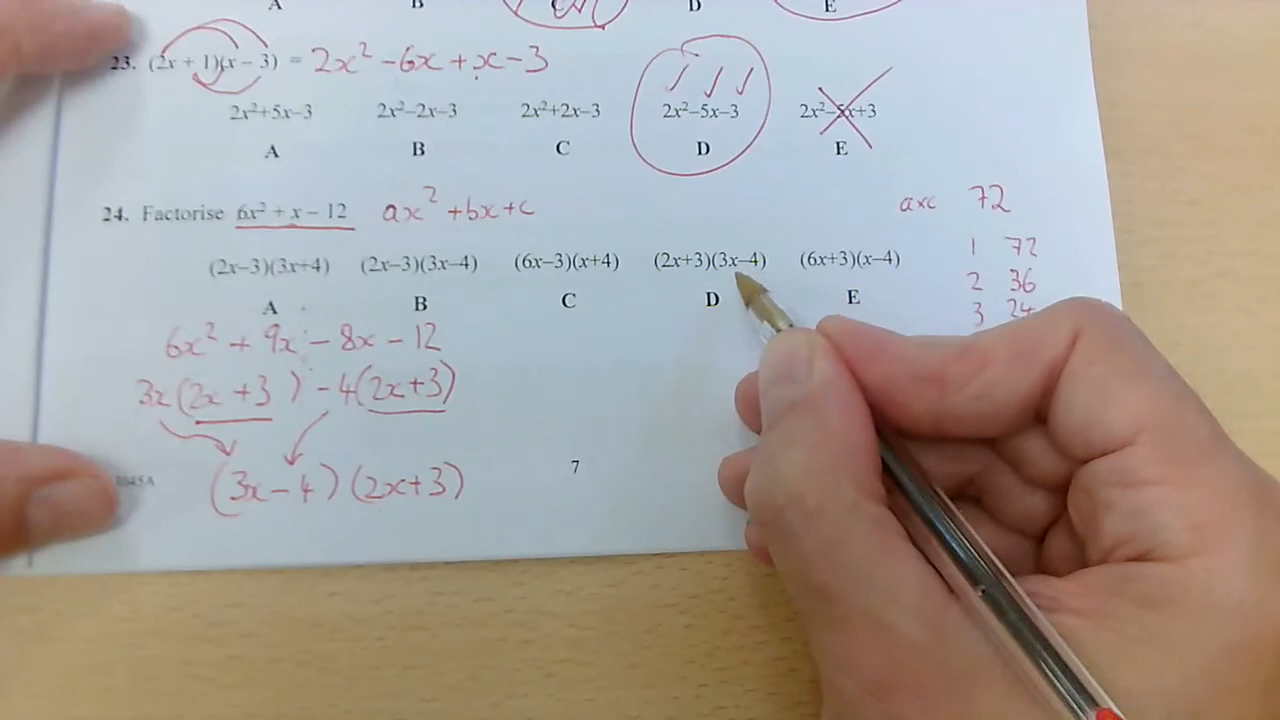 A B D E
23. (2x + 1)(x – 3) = 2x² – 6x + x – 3
2x²+5x–3 2x²–2x–3 2x²+2x–3 2x²–5x–3 2x²–5x+3
A B C D E
24. Factorise 6x² + x – 12 ax² + bx + c axc 72
1 72
(2x–3)(3x+4) (2x–3)(3x–4) (6x–3)(x+4) (2x+3)(3x–4) (6x+3)(x–4)
2 36
A B C D E
3 24
6x² + 9x – 8x – 12
3x(2x + 3) – 4(2x+3)
(3x – 4)(2x+3)
7